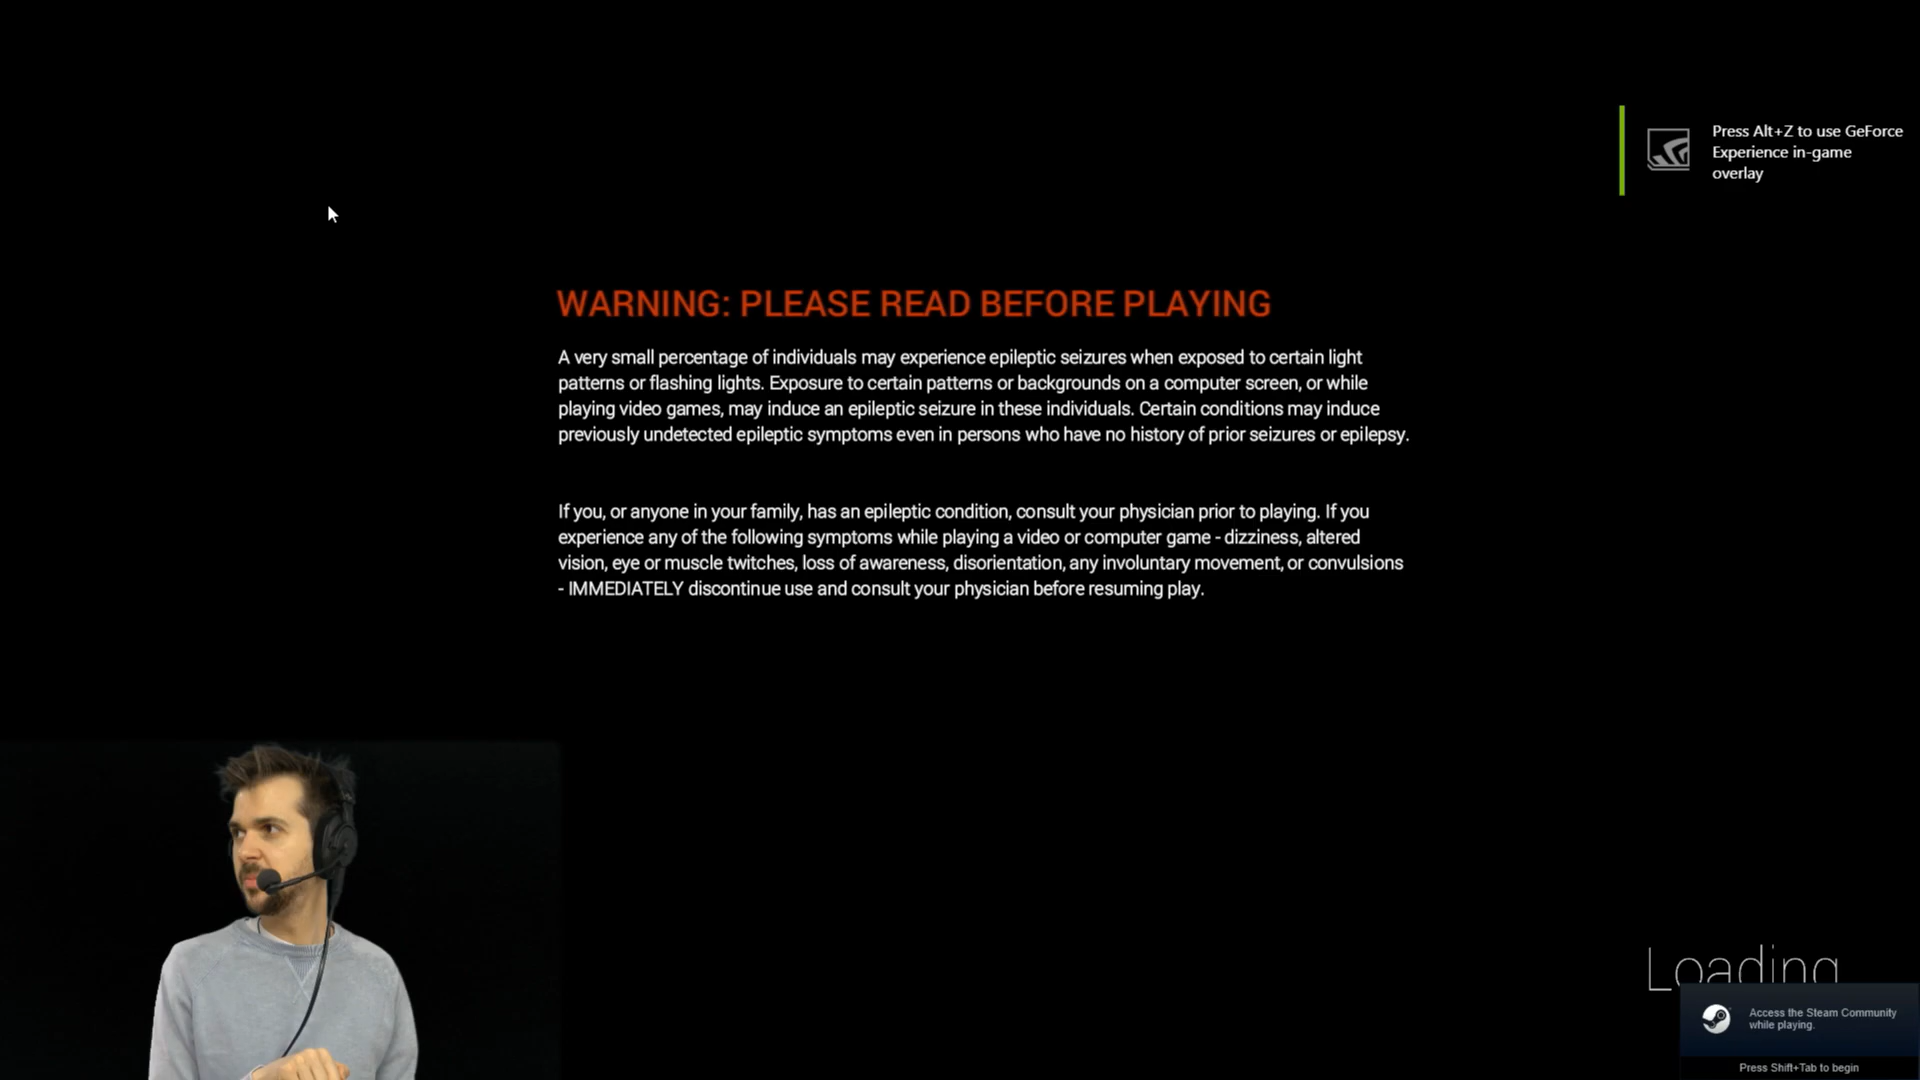 Press Alt+Z to use GeForce
Experience in-game
overlay
WARNING: PLEASE READ BEFORE PLAYING
A very small percentage of individuals may experience epileptic seizures when exposed to certain light
patterns or flashing lights. Exposure to certain patterns or backgrounds on a computer screen, or while
playing video games, may induce an epileptic seizure in these individuals. Certain conditions may induce
previously undetected epileptic symptoms even in persons who have no history of prior seizures or epilepsy.
If you, or anyone in your family, has an epileptic condition, consult your physician prior to playing. If you
experience any of the following symptoms while playing a video or computer game - dizziness, altered
vision, eye or muscle twitches, loss of awareness, disorientation, any involuntary movement, or convulsions
- IMMEDIATELY discontinue use and consult your physician before resuming play.
Loading
Access the Steam Community
while playing.
Press Shift+Tab to begin